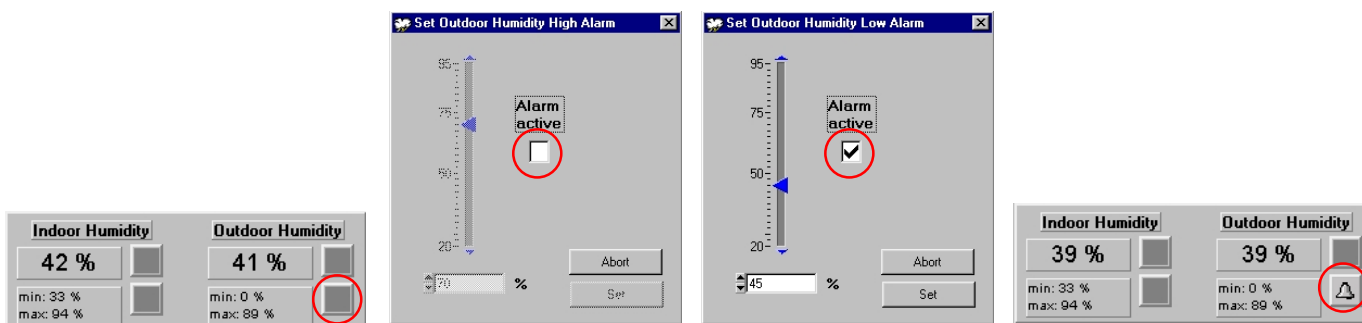 Set Outdoor Humidity High Alarm
95
75
50
20
Alarm
active
Abort
70
%
Set
Set Outdoor Humidity Low Alarm
95
75
50
20
Alarm
active
Abort
45
%
Set
Indoor Humidity
Outdoor Humidity
42 %
41 %
min: 33 %
max: 94 %
min: 0 %
max: 89 %
Indoor Humidity
Outdoor Humidity
39 %
39 %
min: 33 %
max: 94 %
min: 0 %
max: 89 %